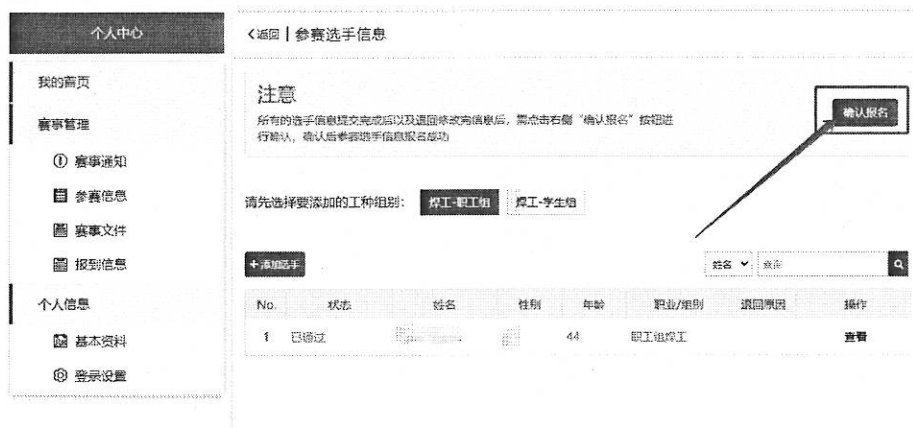 个人中心
我的首页
赛事管理
赛事通知
参赛信息
赛事文件
报到信息
个人信息
基本资料
登录设置
<返回 | 参赛选手信息
注意
所有的选手信息提交完成后以及退回修改完信息后，需点击右侧“确认报名”按钮进
行确认，确认后参赛选手信息报名成功
确认报名
请先选择要添加的工种组别： 焊工-职工组 焊工-学生组
+添加选手
姓名 查询
No. 状态 姓名 性别 年龄 职业/组别 退回原因 操作
1 已通过 44 职工组焊工 查看